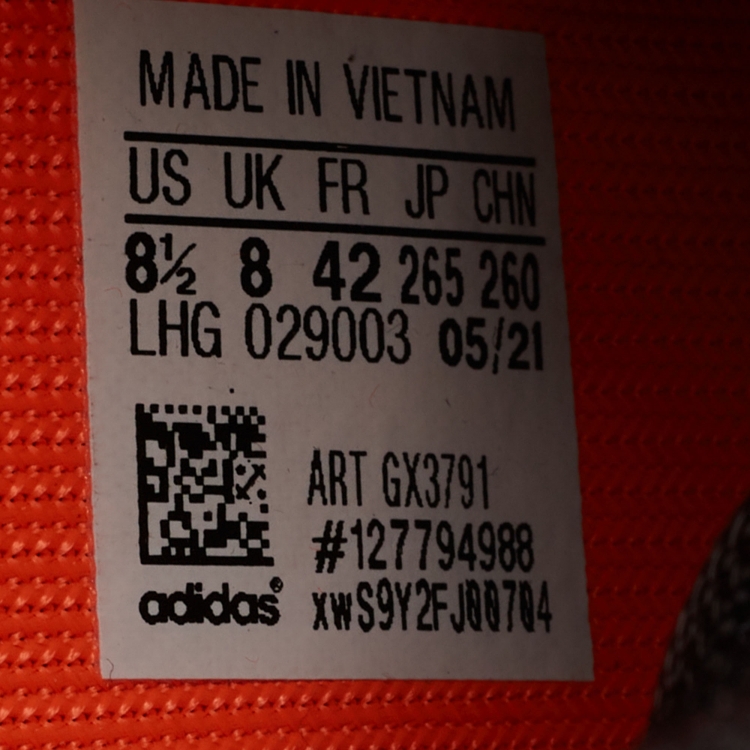 MADE IN VIETNAM
US UK FR JP CHN
8½ 8 42 265 260
LHG 029003 05/21
ART GX3791
#127794988
adidas® xwS9Y2FJ00704